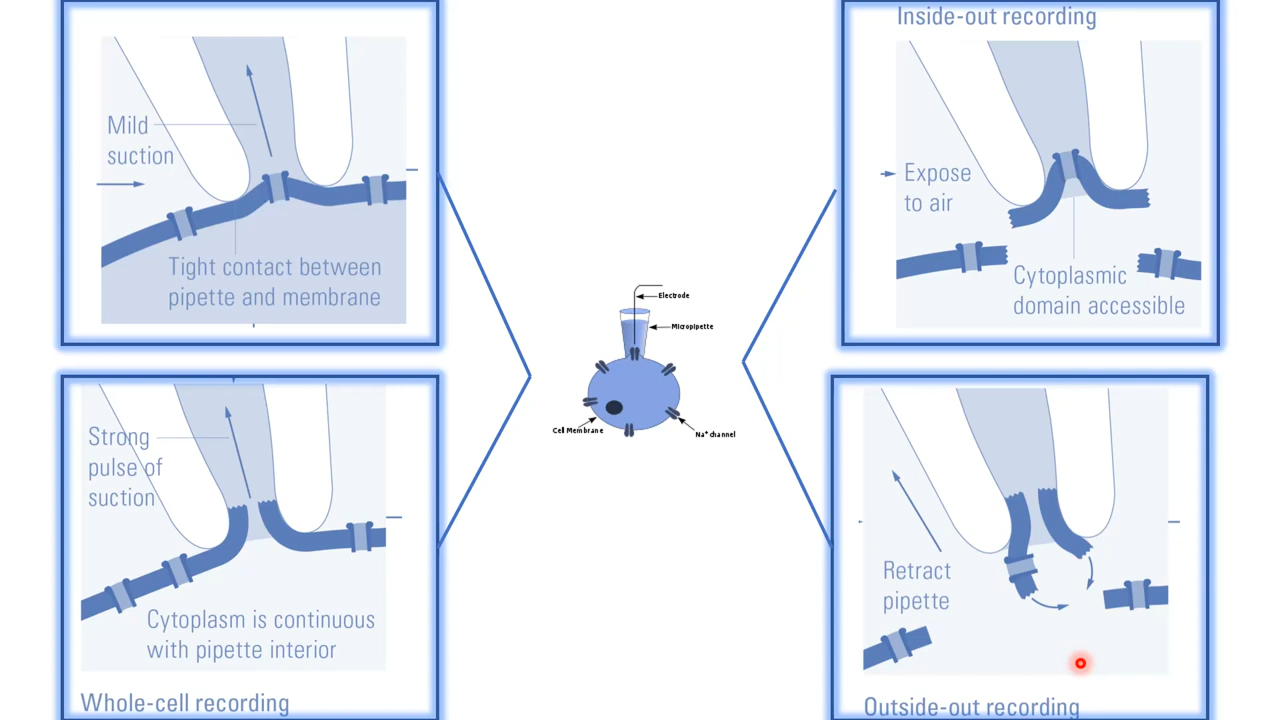 Mild
suction
Tight contact between
pipette and membrane
Strong
pulse of
suction
Cytoplasm is continuous
with pipette interior
Whole-cell recording
Electrode
Micropipette
Cell Membrane
Na⁺ channel
Inside-out recording
Expose
to air
Cytoplasmic
domain accessible
Retract
pipette
Outside-out recording